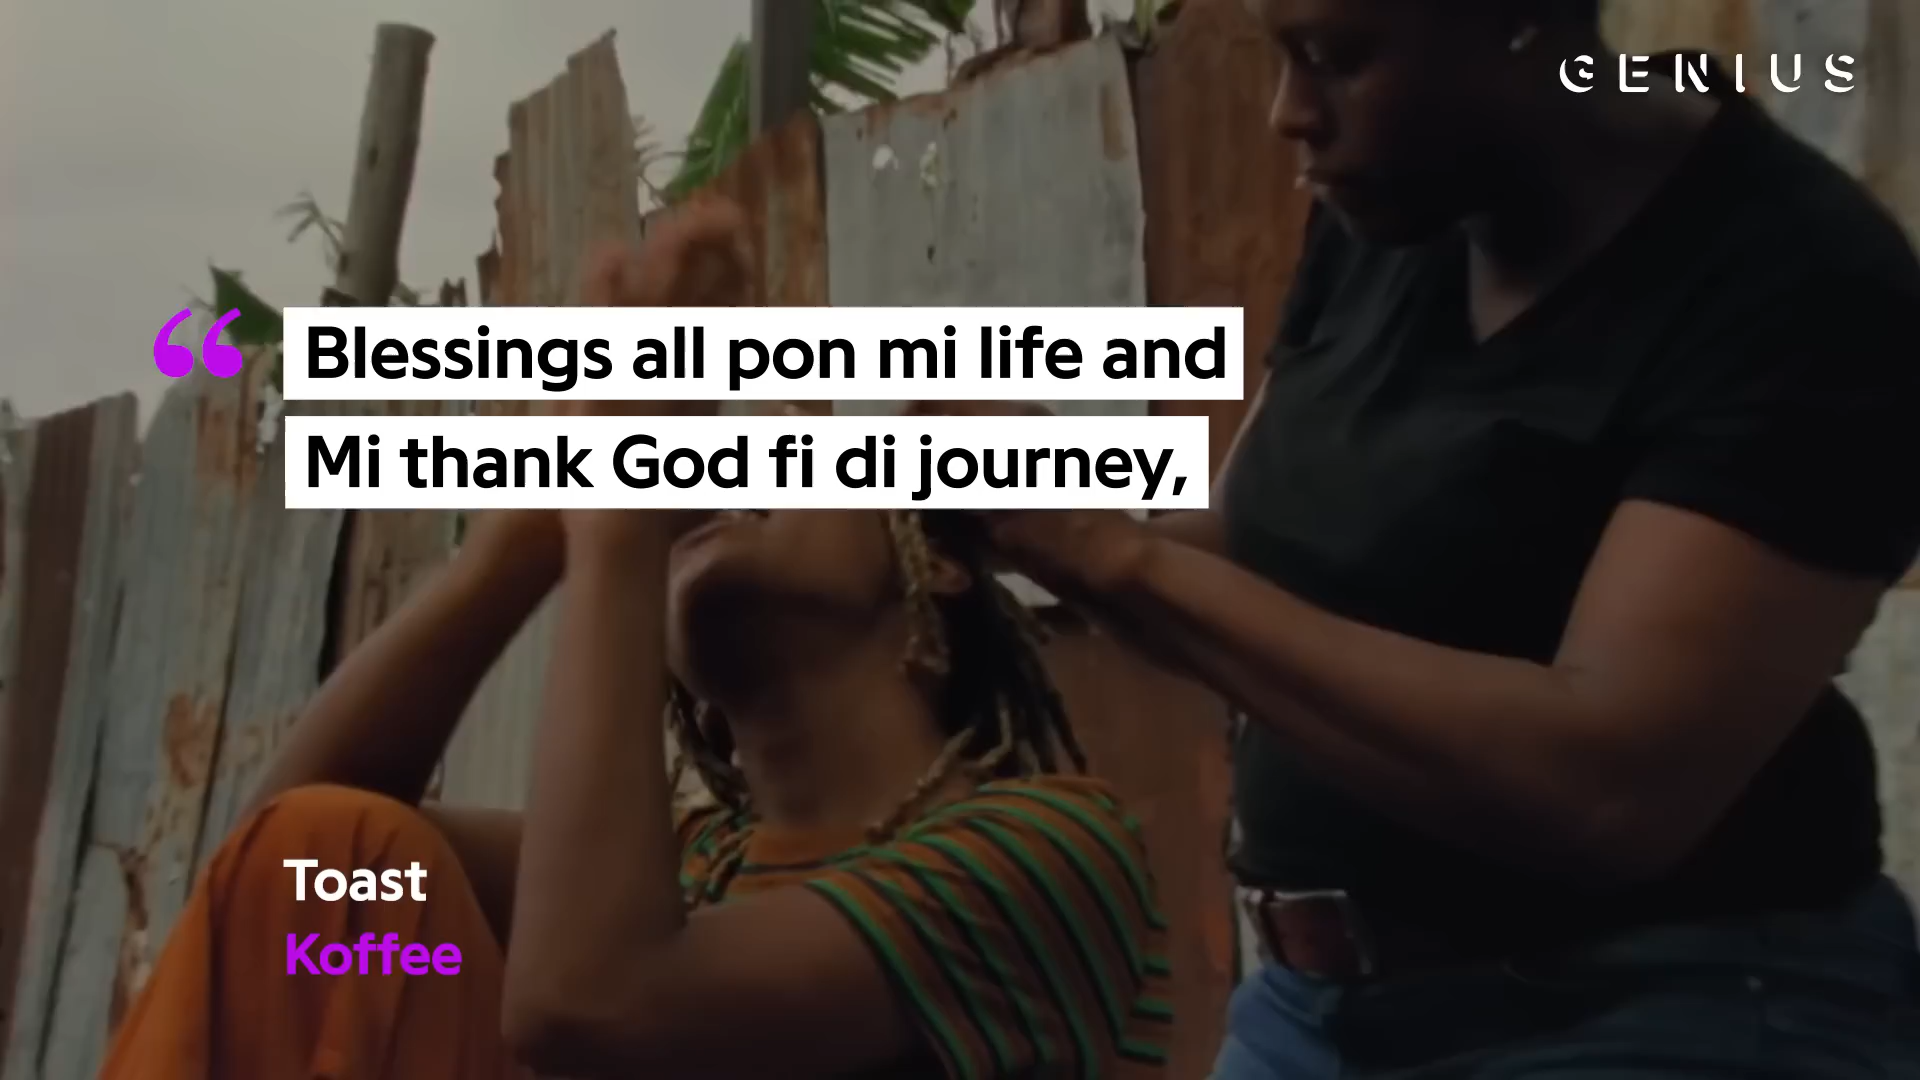 GENIUS
Blessings all pon mi life and
Mi thank God fi di journey,
Toast
Koffee